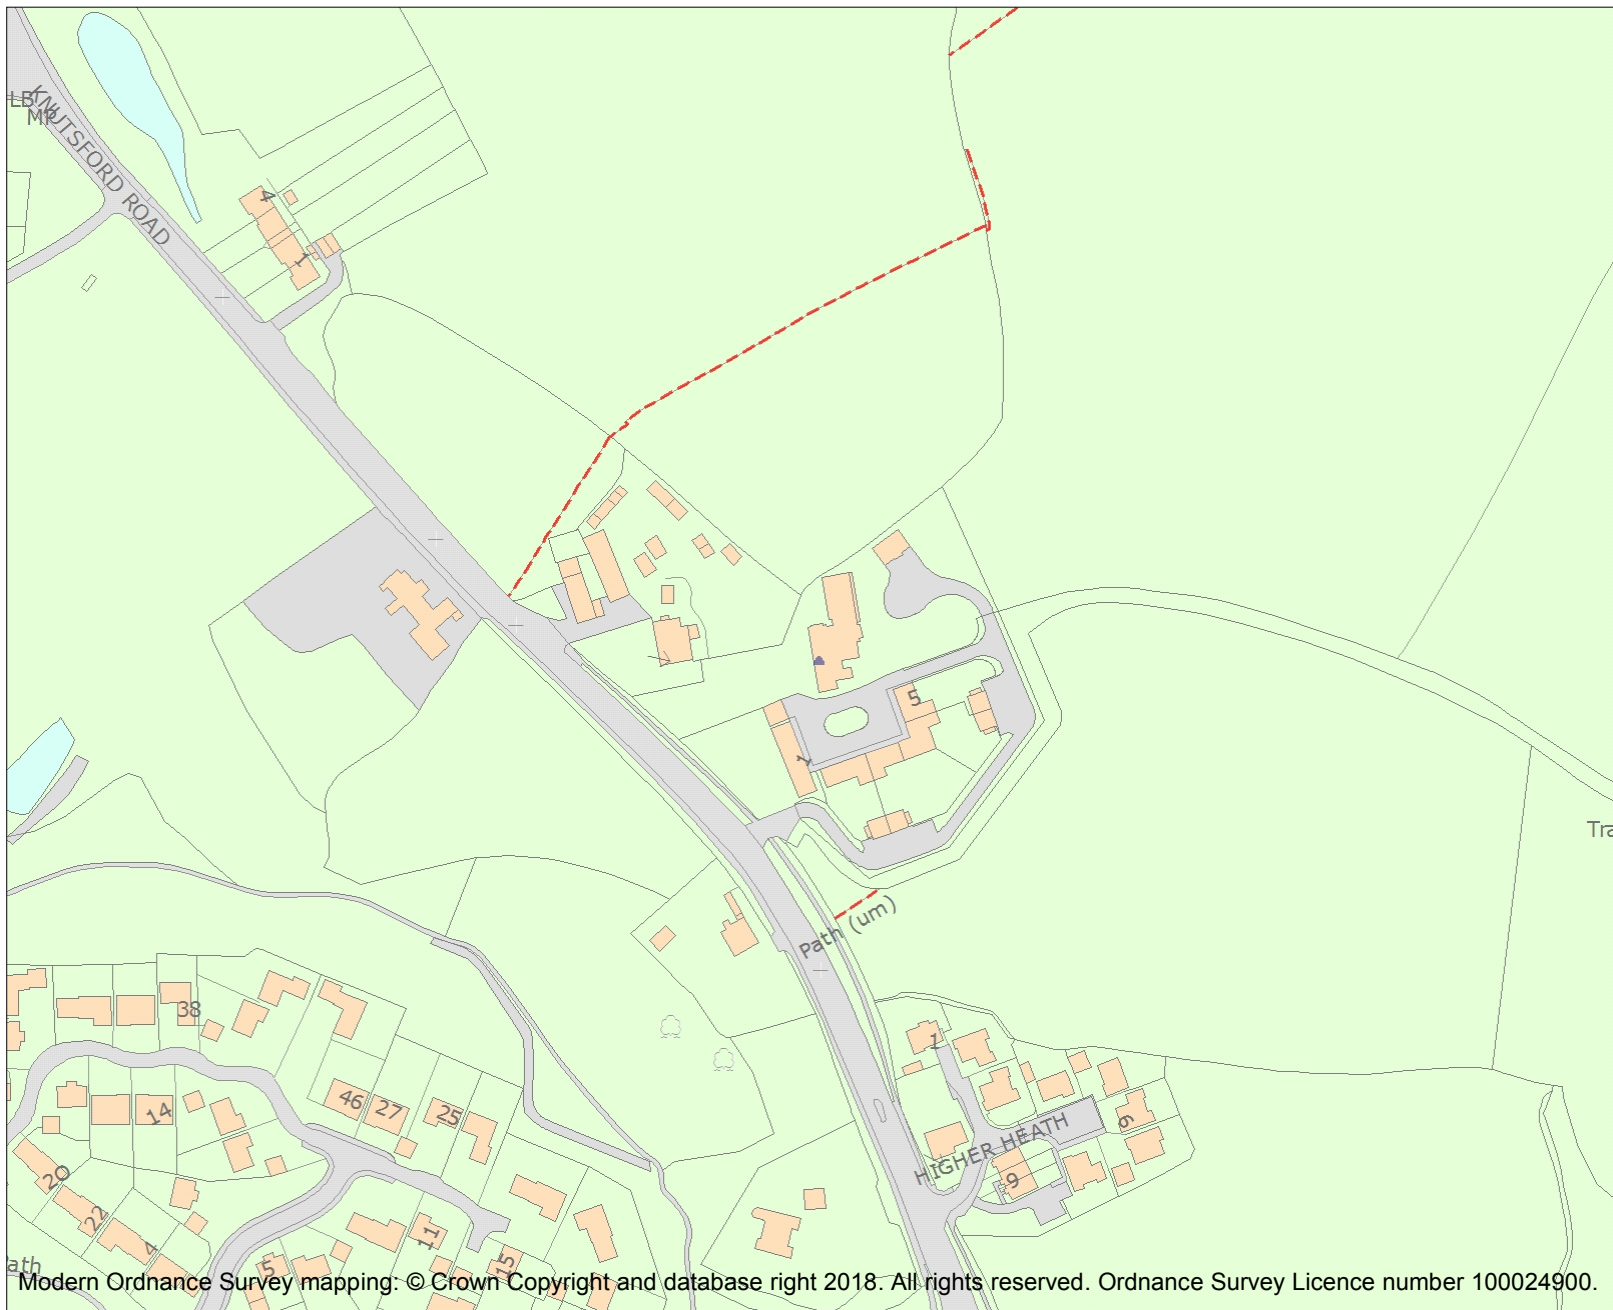 LB
MP
KNUTSFORD ROAD
4
1
5
1
Tra
Path (um)
38
1
46
27
25
14
6
HIGHER HEATH
9
20
22
4
11
15
5
ath
Modern Ordnance Survey mapping: © Crown Copyright and database right 2018. All rights reserved. Ordnance Survey Licence number 100024900.